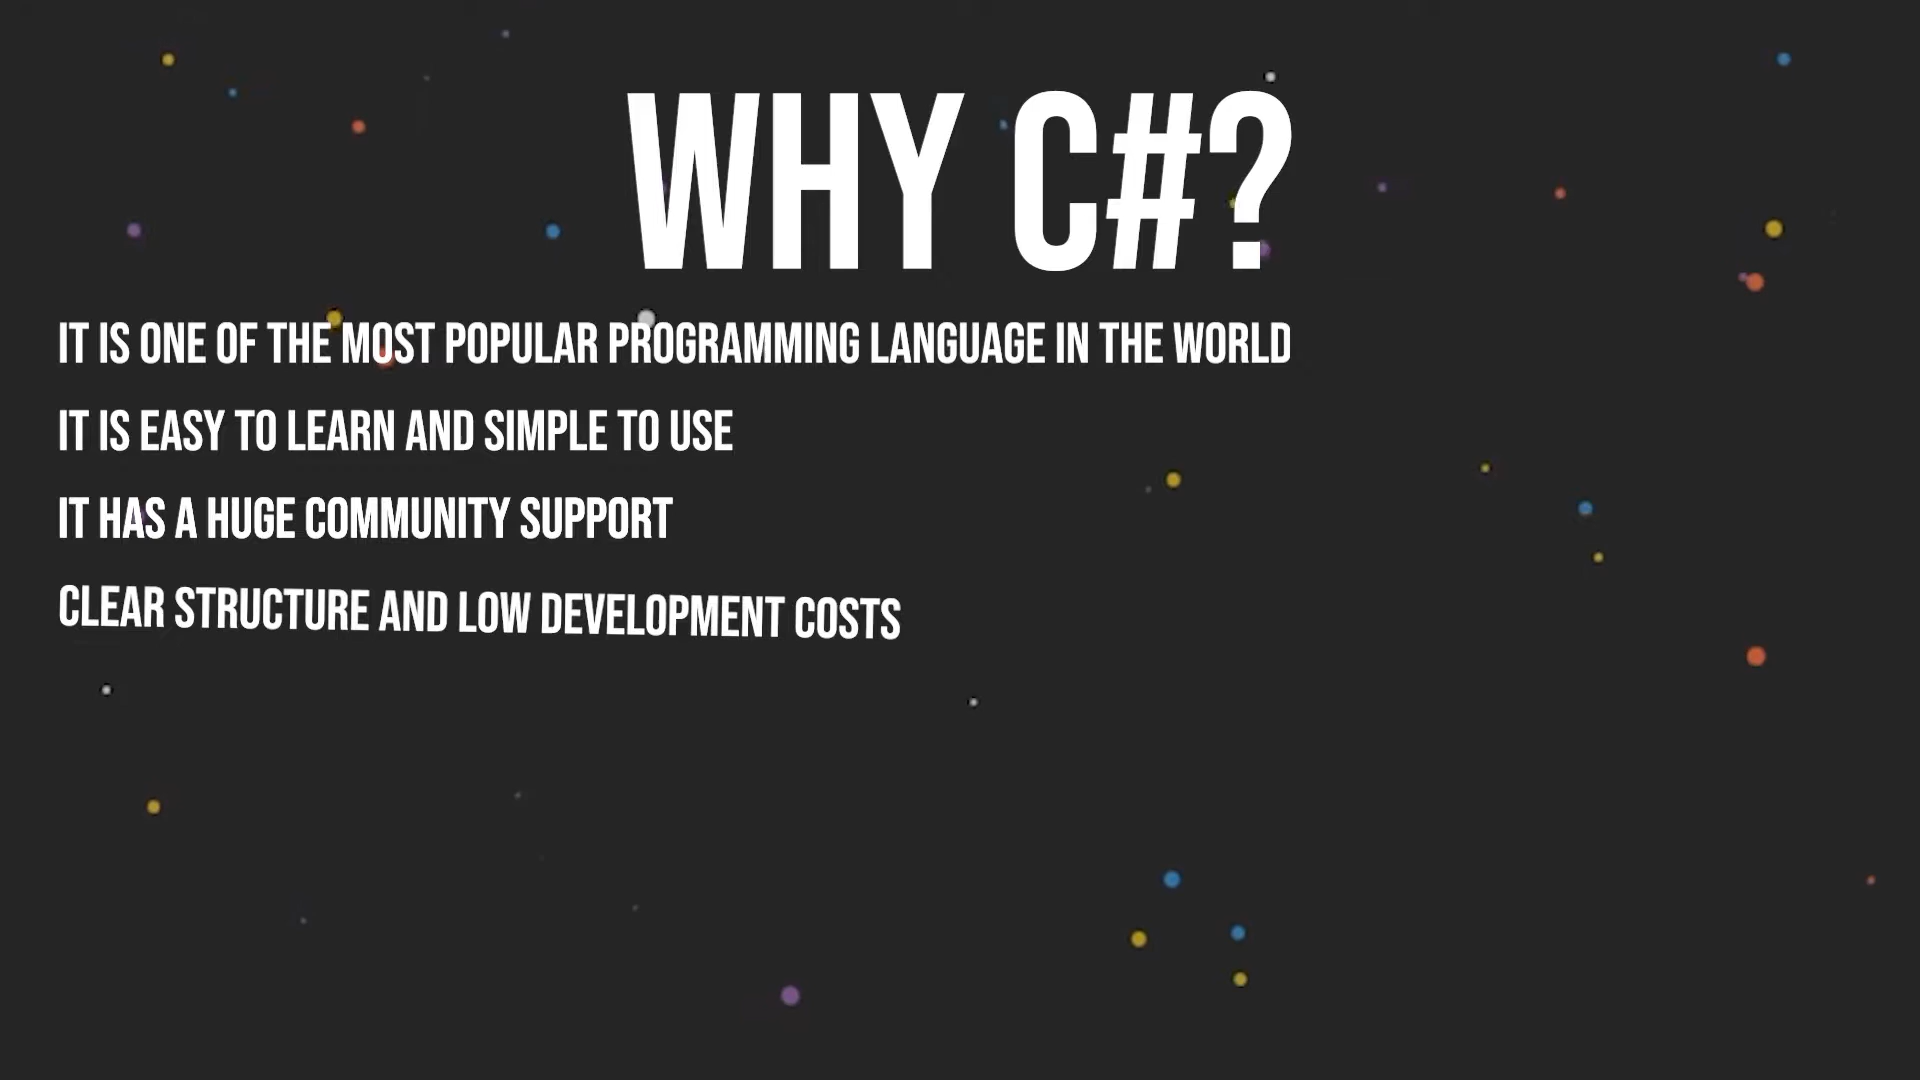 WHY C#?
IT IS ONE OF THE MOST POPULAR PROGRAMMING LANGUAGE IN THE WORLD
IT IS EASY TO LEARN AND SIMPLE TO USE
IT HAS A HUGE COMMUNITY SUPPORT
CLEAR STRUCTURE AND LOW DEVELOPMENT COSTS